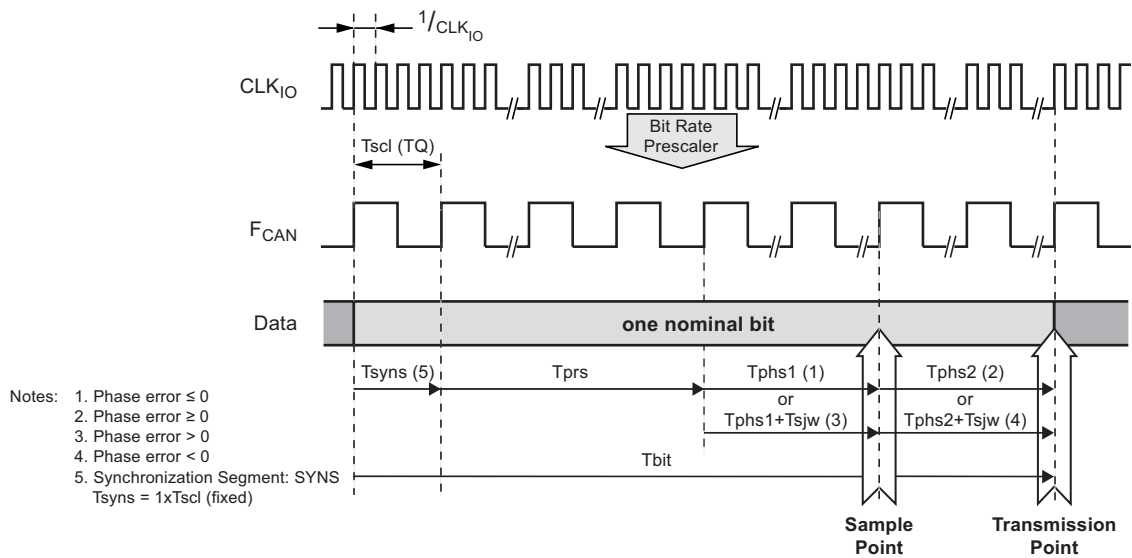 1/CLKIO
CLKIO
Bit Rate
Prescaler
Tscl (TQ)
FCAN
Data
one nominal bit
Tsyns (5)
Tprs
Tphs1 (1)
Tphs2 (2)
or
or
Tphs1+Tsjw (3)
Tphs2+Tsjw (4)
Tbit
Notes: 1. Phase error ≤ 0
2. Phase error ≥ 0
3. Phase error > 0
4. Phase error < 0
5. Synchronization Segment: SYNS
Tsyns = 1xTscl (fixed)
Sample
Point
Transmission
Point